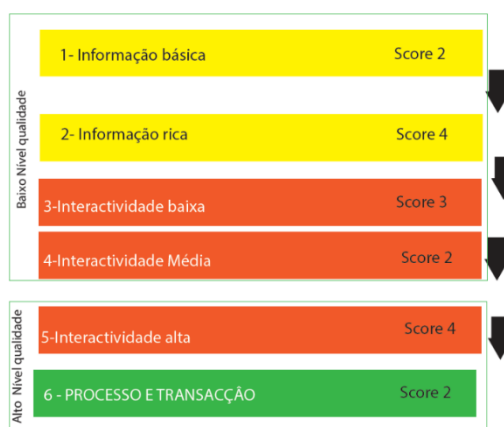 Baixo Nível qualidade
1- Informação básica Score 2
2- Informação rica Score 4
3-Interactividade baixa Score 3
4-Interactividade Média Score 2
Alto Nível qualidade
5-Interactividade alta Score 4
6 - PROCESSO E TRANSACÇÃO Score 2